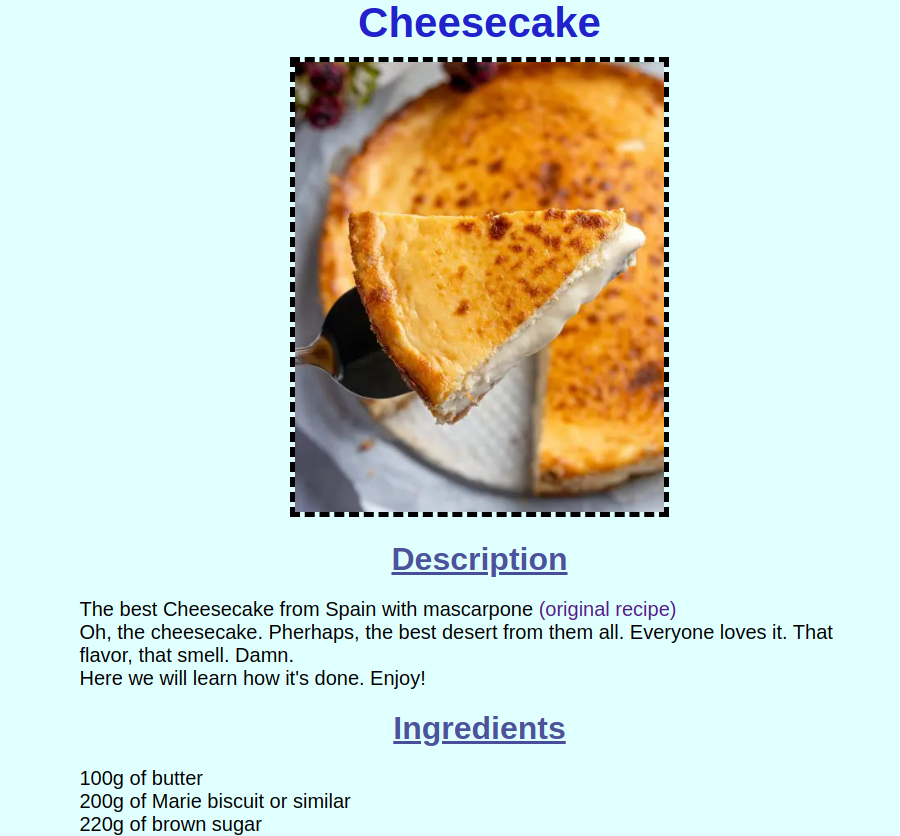 Cheesecake
Description
The best Cheesecake from Spain with mascarpone (original recipe)
Oh, the cheesecake. Pherhaps, the best desert from them all. Everyone loves it. That
flavor, that smell. Damn.
Here we will learn how it's done. Enjoy!
Ingredients
100g of butter
200g of Marie biscuit or similar
220g of brown sugar